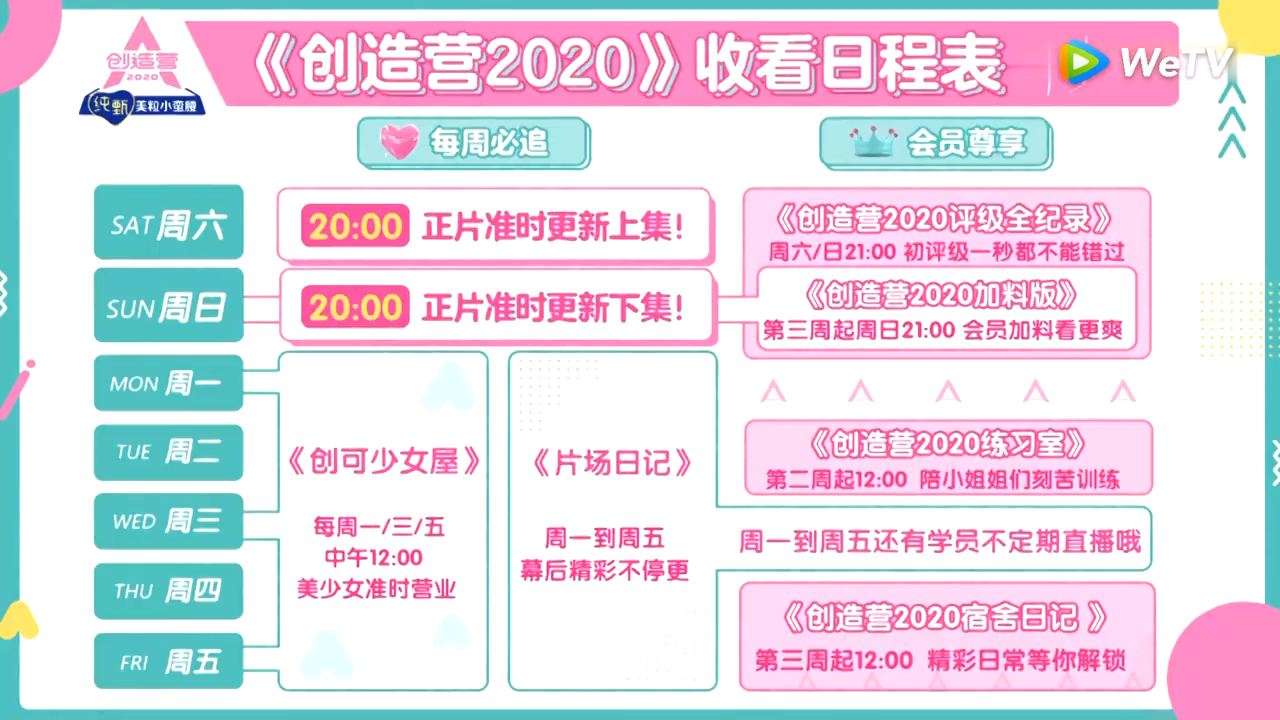 创造营
2020
纯甄 美粒小蛮腰
《创造营2020》收看日程表
WeTV
每周必追
会员尊享
SAT 周六
20:00 正片准时更新上集!
《创造营2020评级全纪录》
周六/日21:00 初评级一秒都不能错过
SUN 周日
20:00 正片准时更新下集!
《创造营2020加料版》
第三周起周日21:00 会员加料看更爽
MON 周一
TUE 周二
WED 周三
THU 周四
FRI 周五
《创可少女屋》
每周一/三/五
中午12:00
美少女准时营业
《片场日记》
周一到周五
幕后精彩不停更
《创造营2020练习室》
第二周起12:00 陪小姐姐们刻苦训练
周一到周五还有学员不定期直播哦
《创造营2020宿舍日记 》
第三周起12:00 精彩日常等你解锁